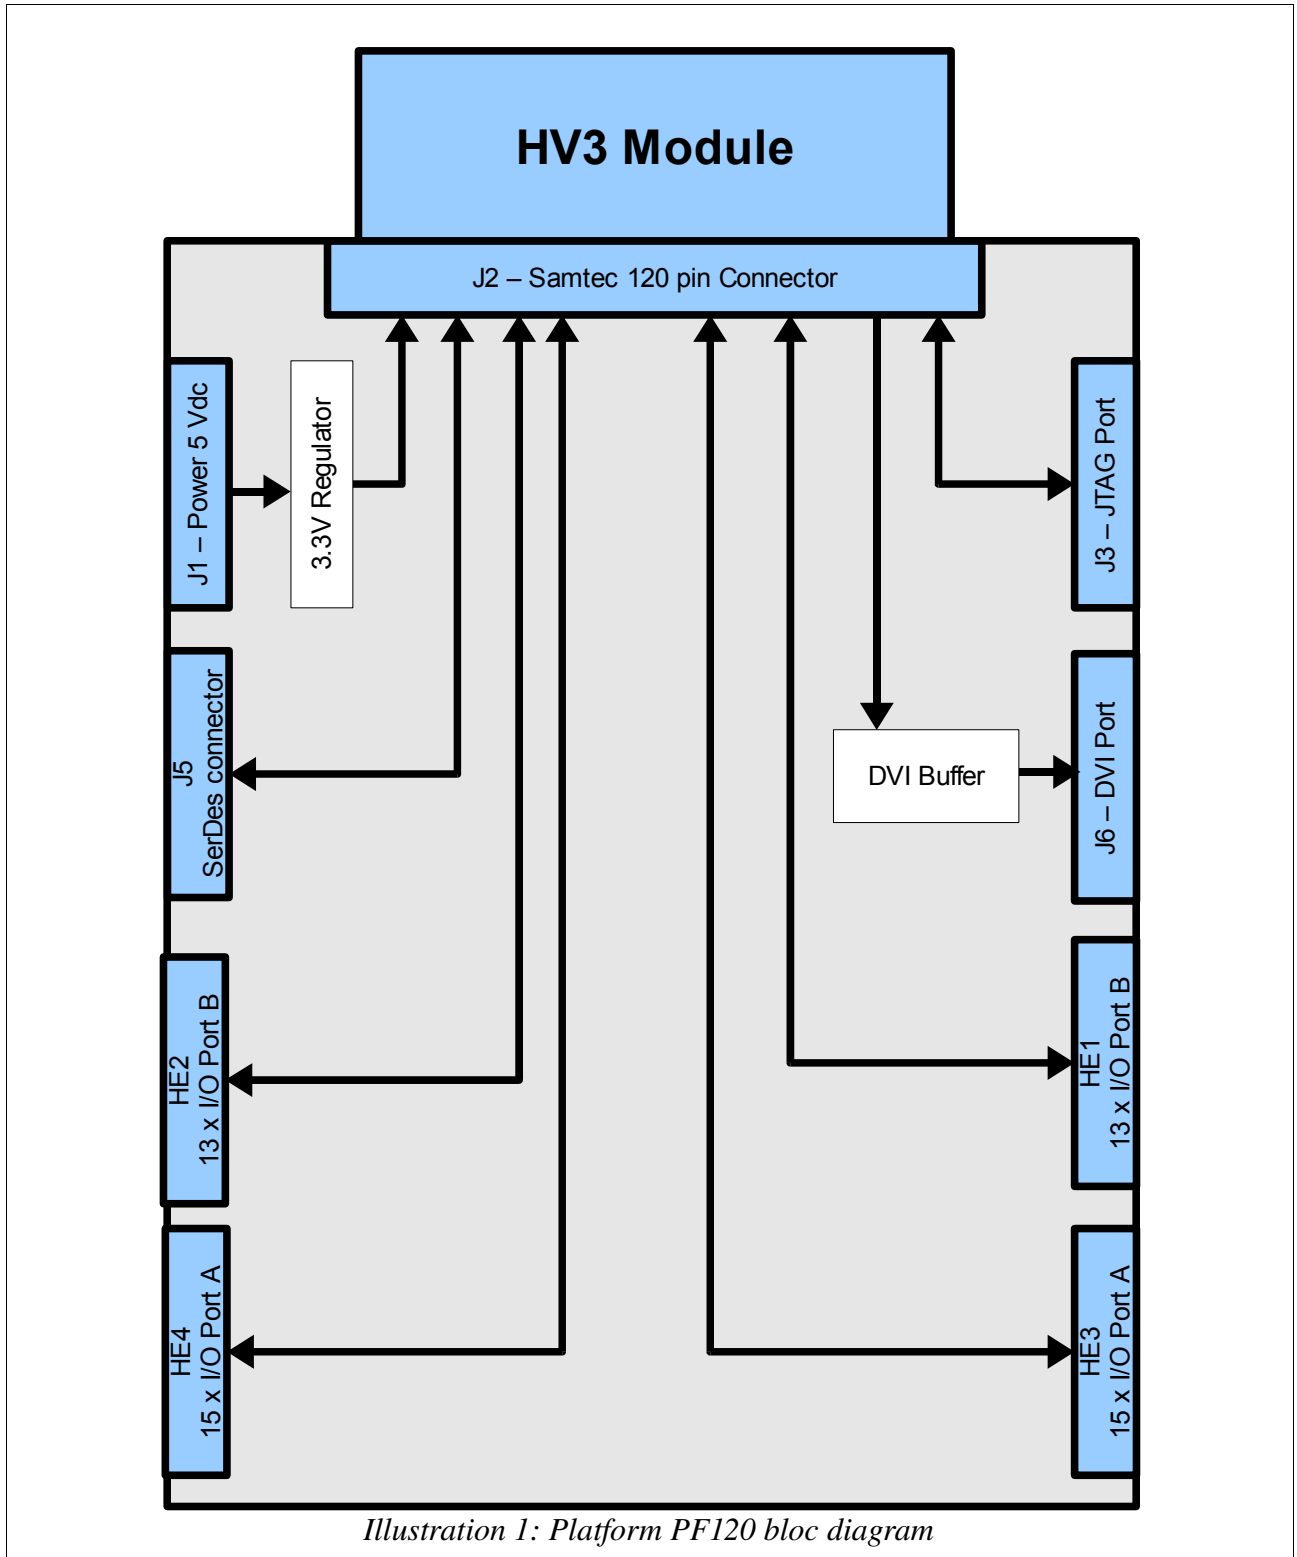 HV3 Module
J2 – Samtec 120 pin Connector
J1 – Power 5 Vdc
3.3V Regulator
J3 – JTAG Port
J5
SerDes connector
DVI Buffer
J6 – DVI Port
HE2
13 x I/O Port B
HE1
13 x I/O Port B
HE4
15 x I/O Port A
HE3
15 x I/O Port A
Illustration 1: Platform PF120 bloc diagram